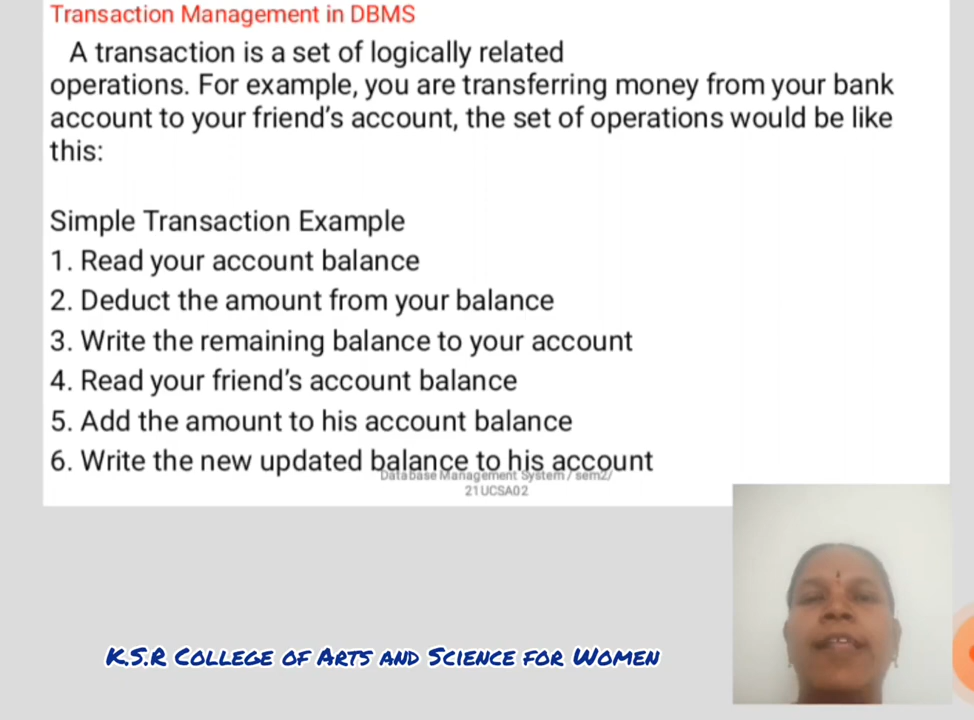 Transaction Management in DBMS
A transaction is a set of logically related
operations. For example, you are transferring money from your bank
account to your friend's account, the set of operations would be like
this:
Simple Transaction Example
1. Read your account balance
2. Deduct the amount from your balance
3. Write the remaining balance to your account
4. Read your friend's account balance
5. Add the amount to his account balance
6. Write the new updated balance to his account
Database Management System / sem2/
21UCSA02
K.S.R College of Arts and Science for Women